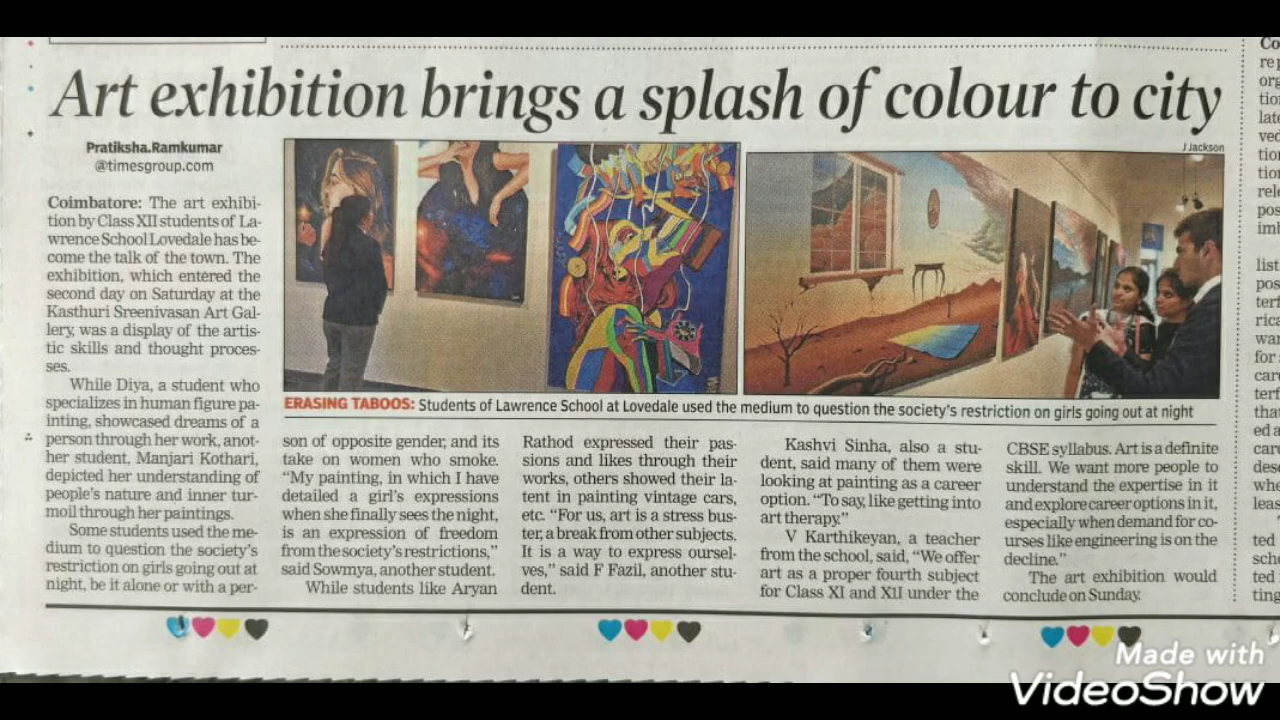 Art exhibition brings a splash of colour to city
Pratiksha.Ramkumar
@timesgroup.com
Coimbatore: The art exhibi-
tion by Class XII students of La-
wrence School Lovedale has be-
come the talk of the town. The
exhibition, which entered the
second day on Saturday at the
Kasthuri Sreenivasan Art Gal-
lery, was a display of the artis-
tic skills and thought proces-
ses.
While Diya, a student who
specializes in human figure pa-
inting, showcased dreams of a
person through her work, anot-
her student, Manjari Kothari,
depicted her understanding of
people's nature and inner tur-
moil through her paintings.
Some students used the me-
dium to question the society's
restriction on girls going out at
night, be it alone or with a per-
J Jackson
ERASING TABOOS: Students of Lawrence School at Lovedale used the medium to question the society's restriction on girls going out at night
son of opposite gender, and its
take on women who smoke.
"My painting, in which I have
detailed a girl's expressions
when she finally sees the night,
is an expression of freedom
from the society's restrictions,"
said Sowmya, another student.
While students like Aryan
Rathod expressed their pas-
sions and likes through their
works, others showed their la-
tent in painting vintage cars,
etc. "For us, art is a stress bus-
ter, a break from other subjects.
It is a way to express oursel-
ves," said F Fazil, another stu-
dent.
Kashvi Sinha, also a stu-
dent, said many of them were
looking at painting as a career
option. "To say, like getting into
art therapy."
V Karthikeyan, a teacher
from the school, said, "We offer
art as a proper fourth subject
for Class XI and XII under the
CBSE syllabus. Art is a definite
skill. We want more people to
understand the expertise in it
and explore career options in it,
especially when demand for co-
urses like engineering is on the
decline."
The art exhibition would
conclude on Sunday.
Made with
VideoShow